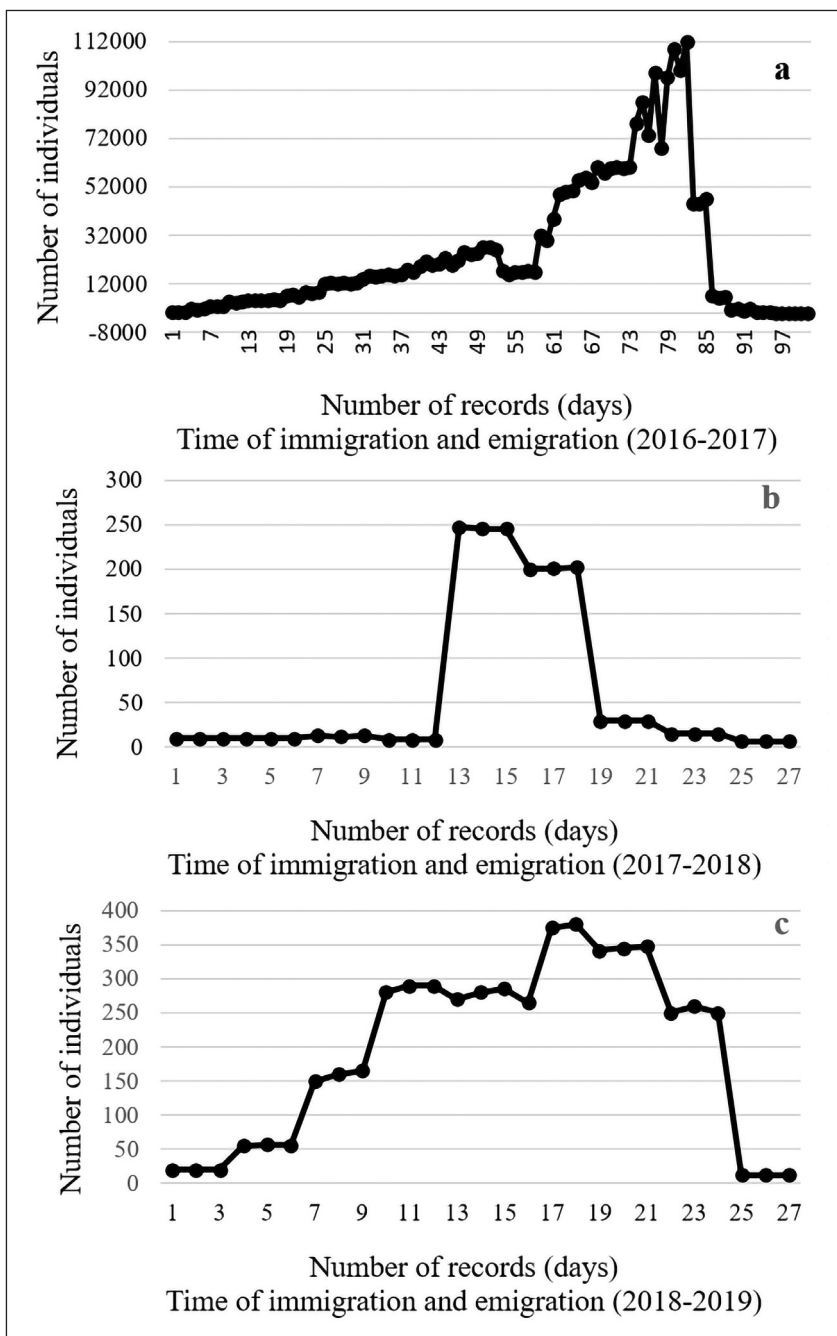 a
112000
92000
72000
52000
32000
12000
-8000
Number of individuals
1 7 13 19 25 31 37 43 49 55 61 67 73 79 85 91 97
Number of records (days)
Time of immigration and emigration (2016-2017)
b
300
250
200
150
100
50
0
Number of individuals
1 3 5 7 9 11 13 15 17 19 21 23 25 27
Number of records (days)
Time of immigration and emigration (2017-2018)
c
400
350
300
250
200
150
100
50
0
Number of individuals
1 3 5 7 9 11 13 15 17 19 21 23 25 27
Number of records (days)
Time of immigration and emigration (2018-2019)